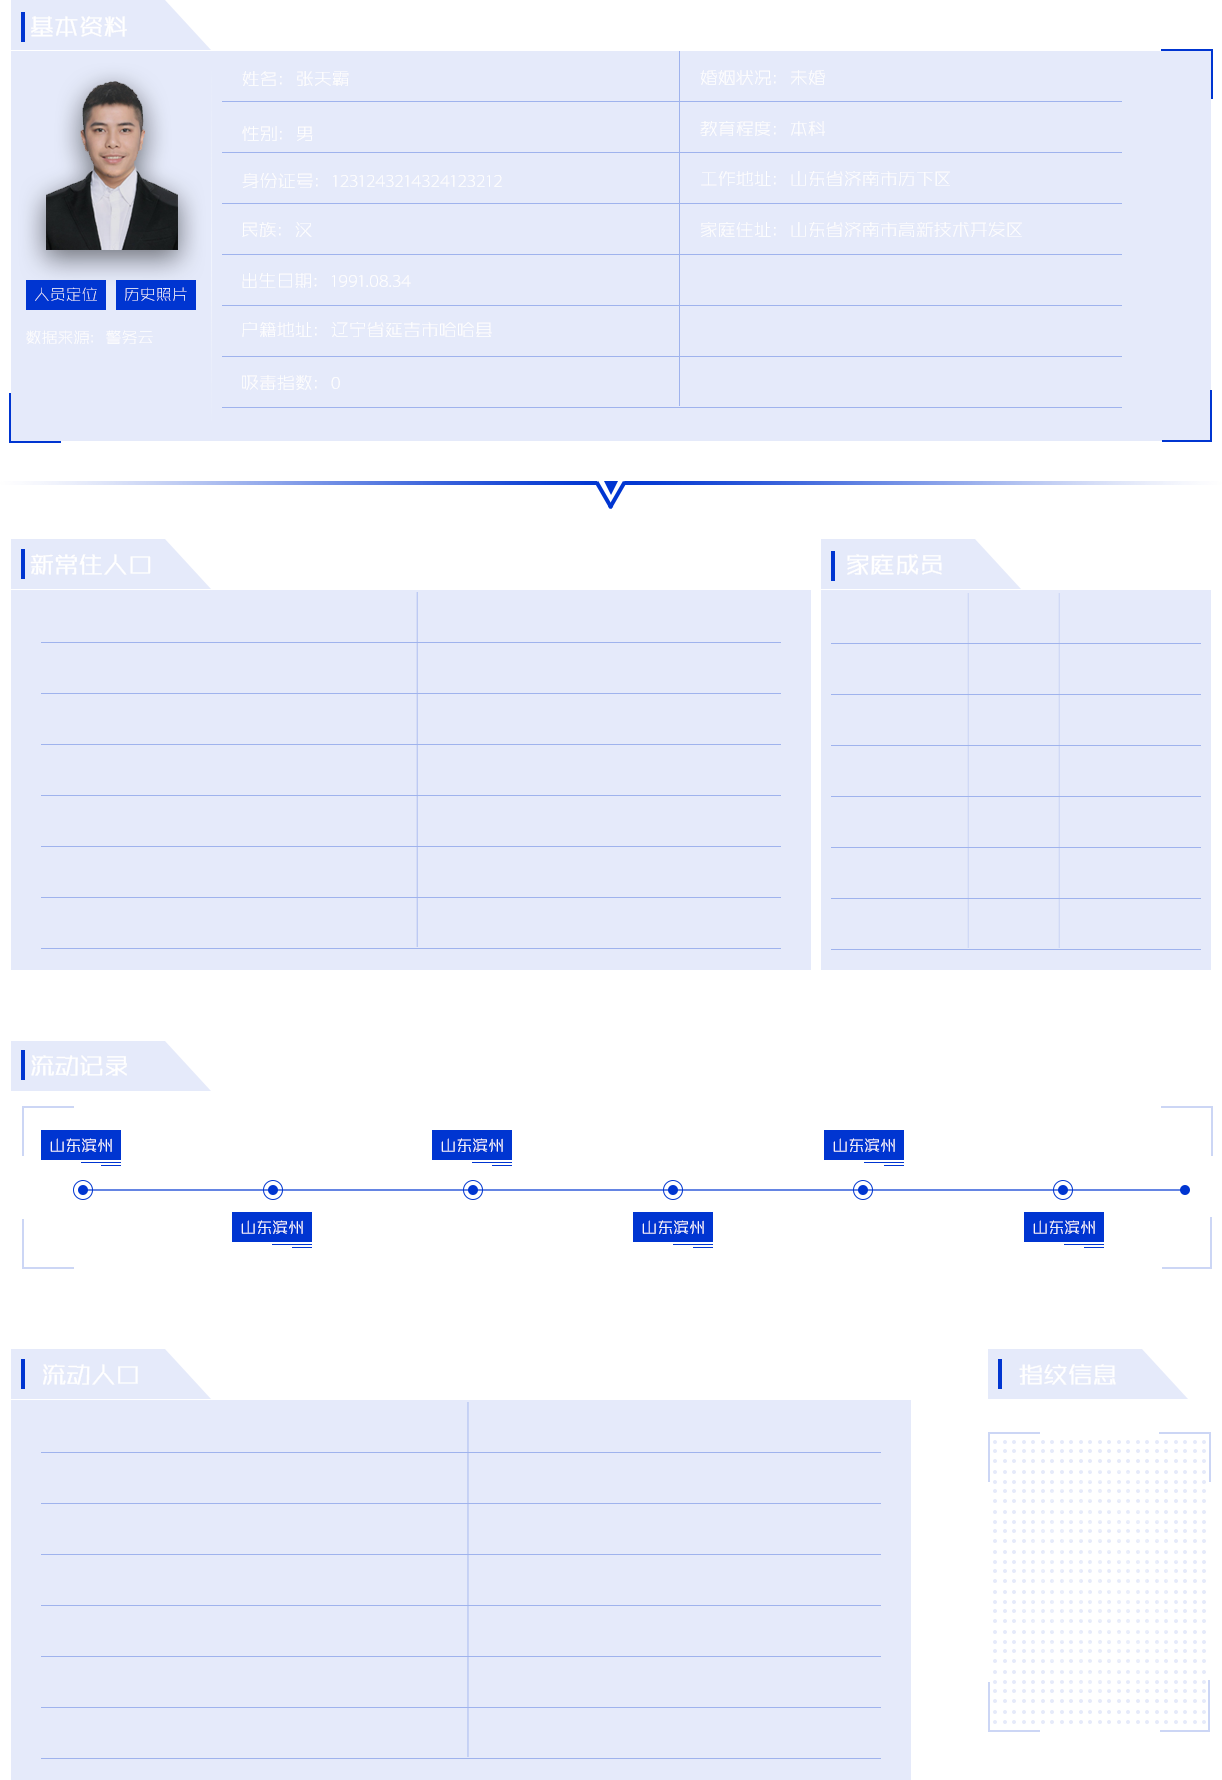 基本资料
姓名：张天霸
婚姻状况：未婚
性别：男
教育程度：本科
身份证号：1231243214324123212
工作地址：山东省济南市历下区
民族：汉
家庭住址：山东省济南市高新技术开发区
出生日期：1991.08.34
户籍地址：辽宁省延吉市哈哈县
吸毒指数：0
人员定位
历史照片
数据来源：警务云
新常住人口
家庭成员
流动记录
山东滨州
山东滨州
山东滨州
山东滨州
山东滨州
山东滨州
流动人口
指纹信息